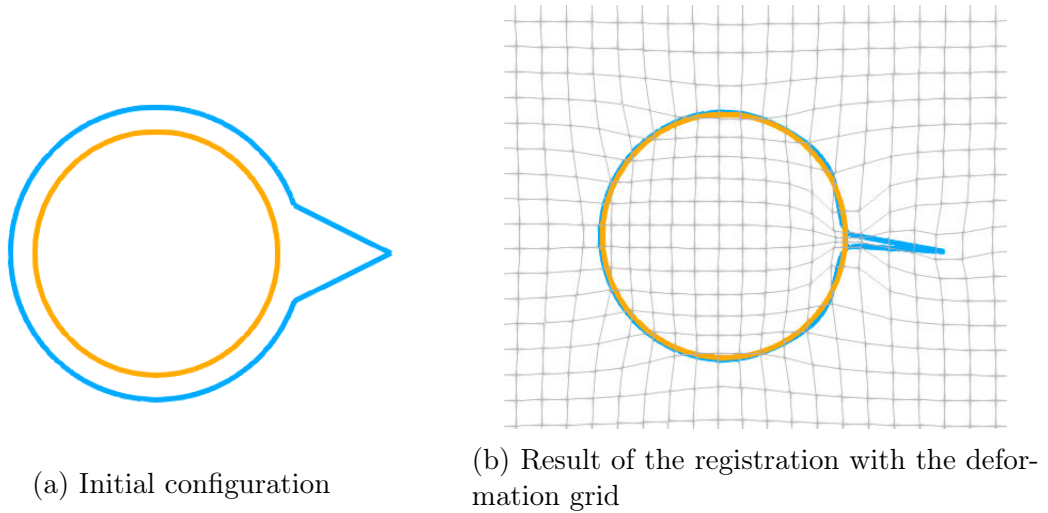 (a) Initial configuration
(b) Result of the registration with the defor-
mation grid